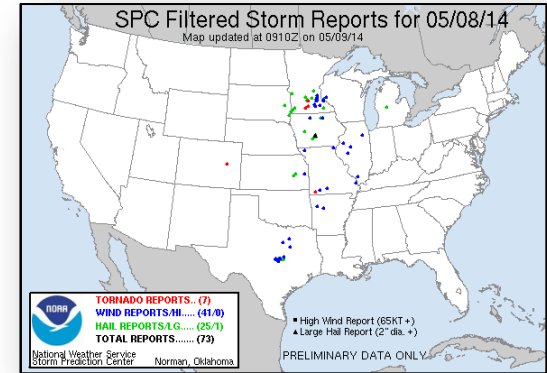 SPC Filtered Storm Reports for 05/08/14
Map updated at 0910Z on 05/09/14
NOAA
TORNADO REPORTS.. (7)
WIND REPORTS/HI..... (41/0)
HAIL REPORTS/LG..... (25/1)
TOTAL REPORTS....... (73)
National Weather Service
Storm Prediction Center Norman, Oklahoma
High Wind Report (65KT +)
Large Hail Report (2" dia. +)
PRELIMINARY DATA ONLY